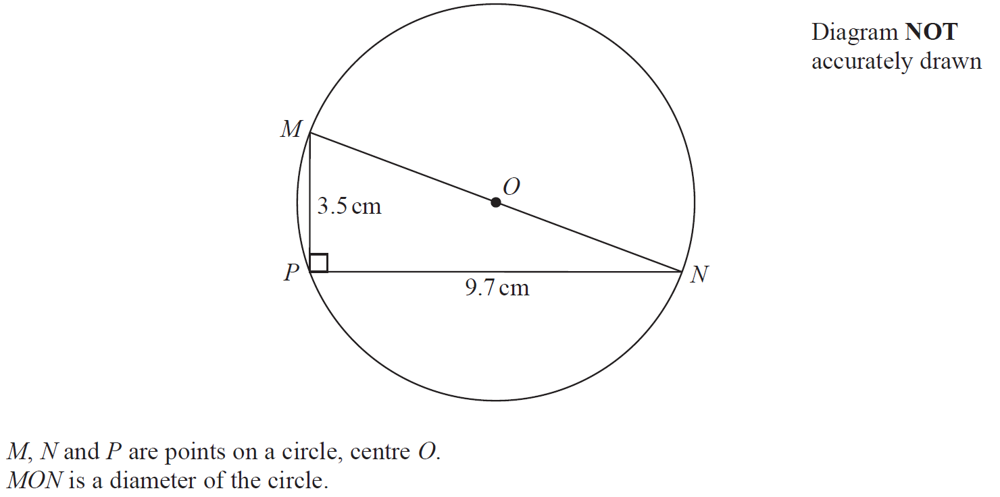 Diagram NOT
accurately drawn
M
O
3.5 cm
P
N
9.7 cm
M, N and P are points on a circle, centre O.
MON is a diameter of the circle.